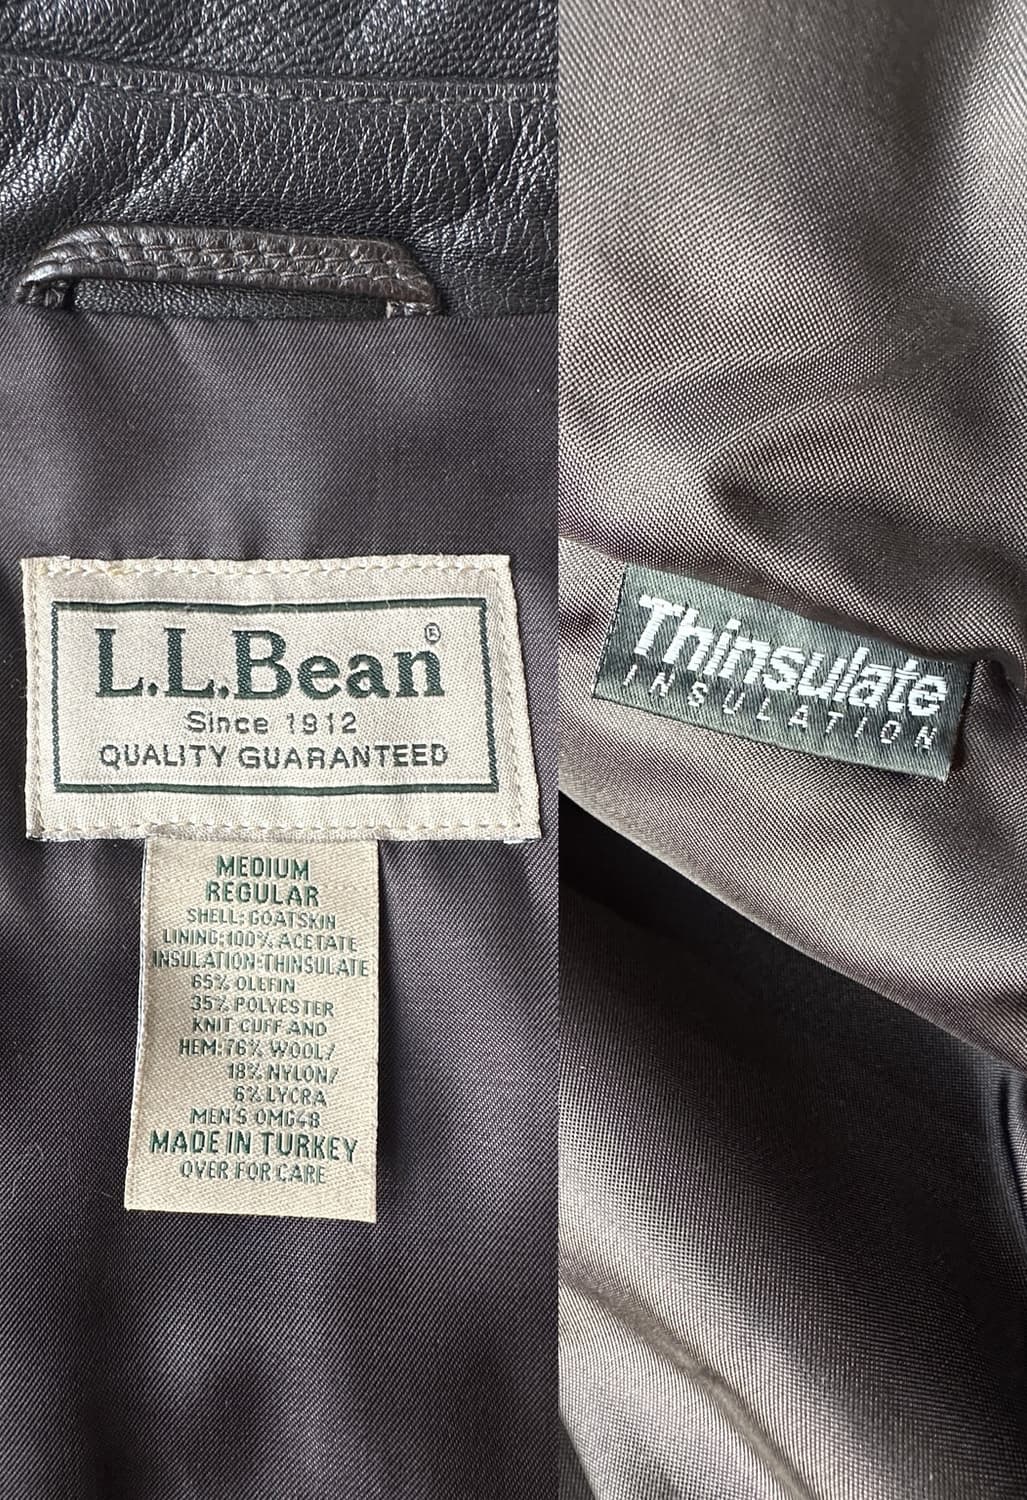 L.L.Bean®
Since 1912
QUALITY GUARANTEED
MEDIUM
REGULAR
SHELL: GOATSKIN
LINING: 100% ACETATE
INSULATION: THINSULATE
65% OLEFIN
35% POLYESTER
KNIT CUFF AND
HEM: 76% WOOL/
18% NYLON/
6% LYCRA
MEN'S OMG48
MADE IN TURKEY
OVER FOR CARE
Thinsulate
INSULATION